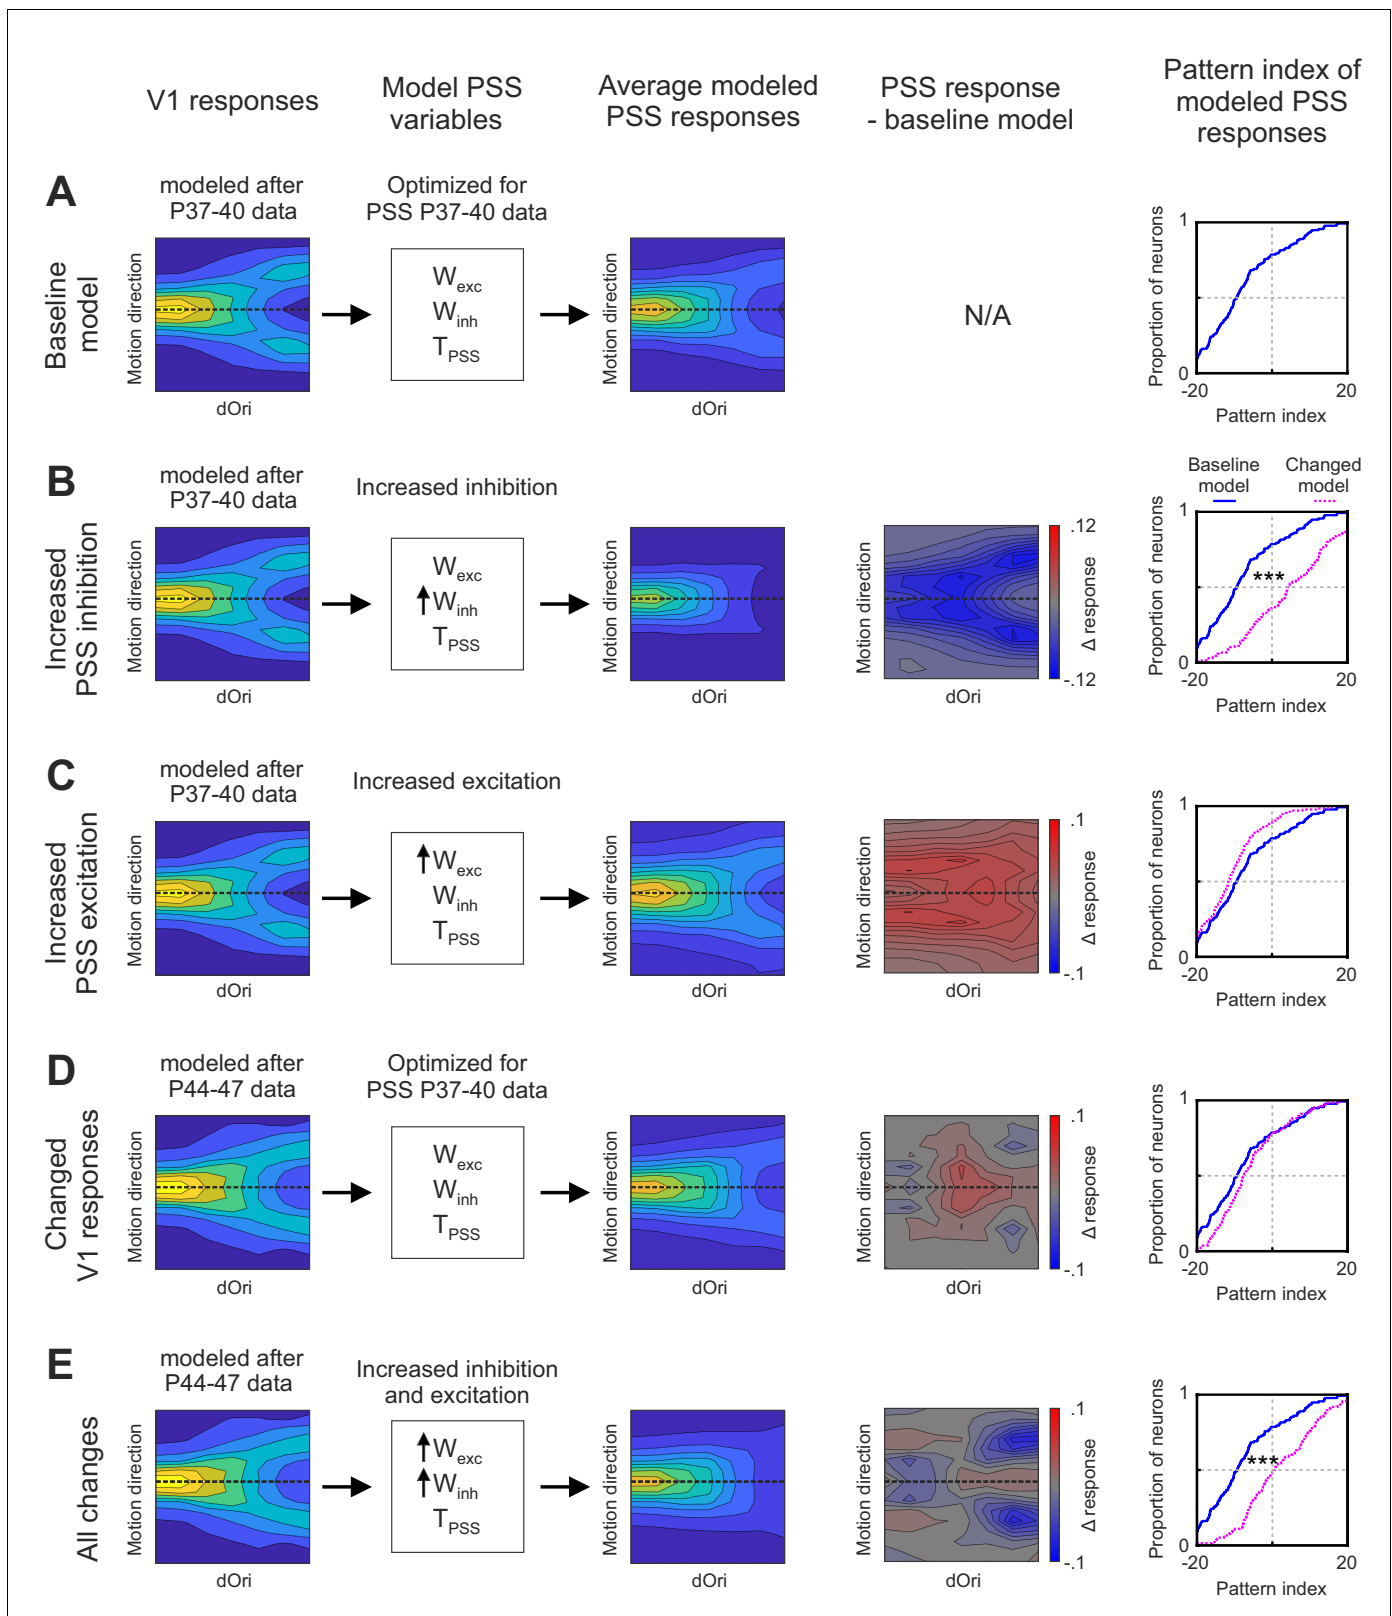 V1 responses
Model PSS
variables
Average modeled
PSS responses
PSS response
- baseline model
Pattern index of
modeled PSS
responses
A
Baseline
model
modeled after
P37-40 data
Motion direction
dOri
Optimized for
PSS P37-40 data
Wexc
Winh
TPSS
Motion direction
dOri
N/A
Proportion of neurons
1
0
-20
20
Pattern index
B
Increased
PSS inhibition
modeled after
P37-40 data
Motion direction
dOri
Increased inhibition
Wexc
↑Winh
TPSS
Motion direction
dOri
Motion direction
dOri
.12
Δ response
-.12
Baseline
model
Changed
model
Proportion of neurons
1
0
***
-20
20
Pattern index
C
Increased
PSS excitation
modeled after
P37-40 data
Motion direction
dOri
Increased excitation
↑Wexc
Winh
TPSS
Motion direction
dOri
Motion direction
dOri
.1
Δ response
-.1
Proportion of neurons
1
0
-20
20
Pattern index
D
Changed
V1 responses
modeled after
P44-47 data
Motion direction
dOri
Optimized for
PSS P37-40 data
Wexc
Winh
TPSS
Motion direction
dOri
Motion direction
dOri
.1
Δ response
-.1
Proportion of neurons
1
0
-20
20
Pattern index
E
All changes
modeled after
P44-47 data
Motion direction
dOri
Increased inhibition
and excitation
↑Wexc
↑Winh
TPSS
Motion direction
dOri
Motion direction
dOri
.1
Δ response
-.1
Proportion of neurons
1
0
***
-20
20
Pattern index